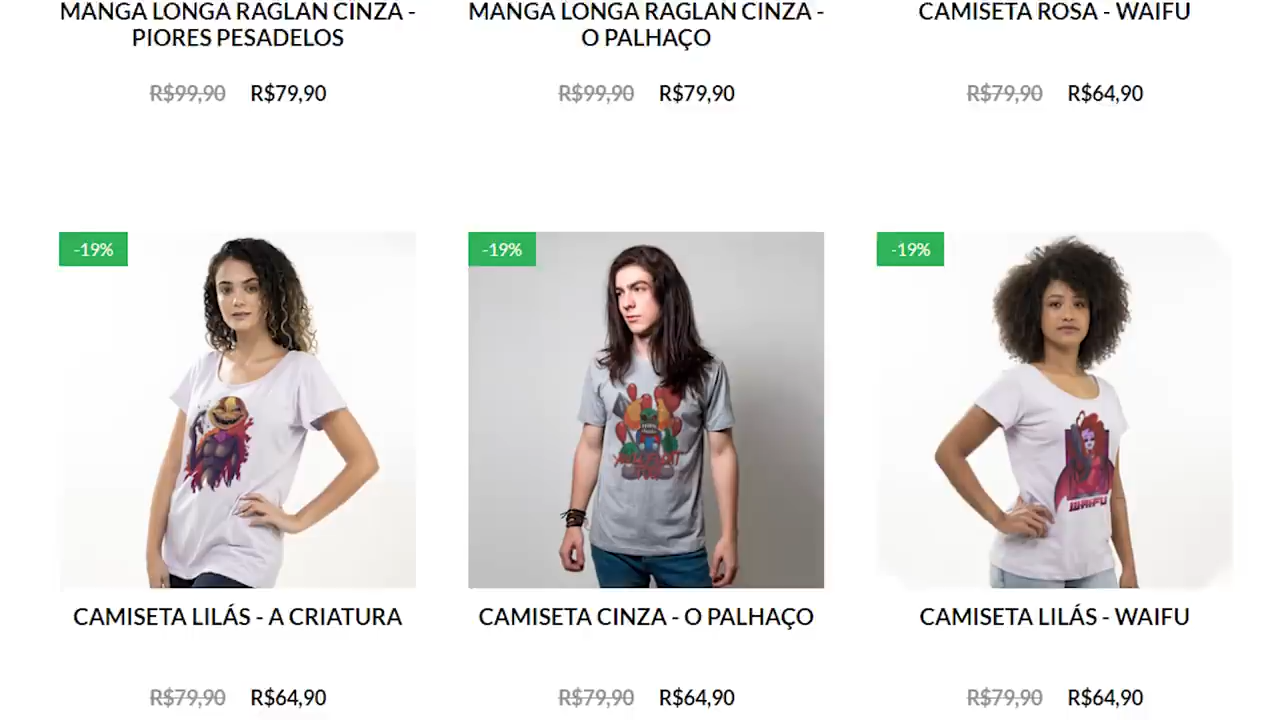 MANGA LONGA RAGLAN CINZA - MANGA LONGA RAGLAN CINZA - CAMISETA ROSA - WAIFU
PIORES PESADELOS O PALHAÇO
R$99,90 R$79,90 R$99,90 R$79,90 R$79,90 R$64,90
-19% -19% -19%
WAIFU
CAMISETA LILÁS - A CRIATURA CAMISETA CINZA - O PALHAÇO CAMISETA LILÁS - WAIFU
R$79,90 R$64,90 R$79,90 R$64,90 R$79,90 R$64,90